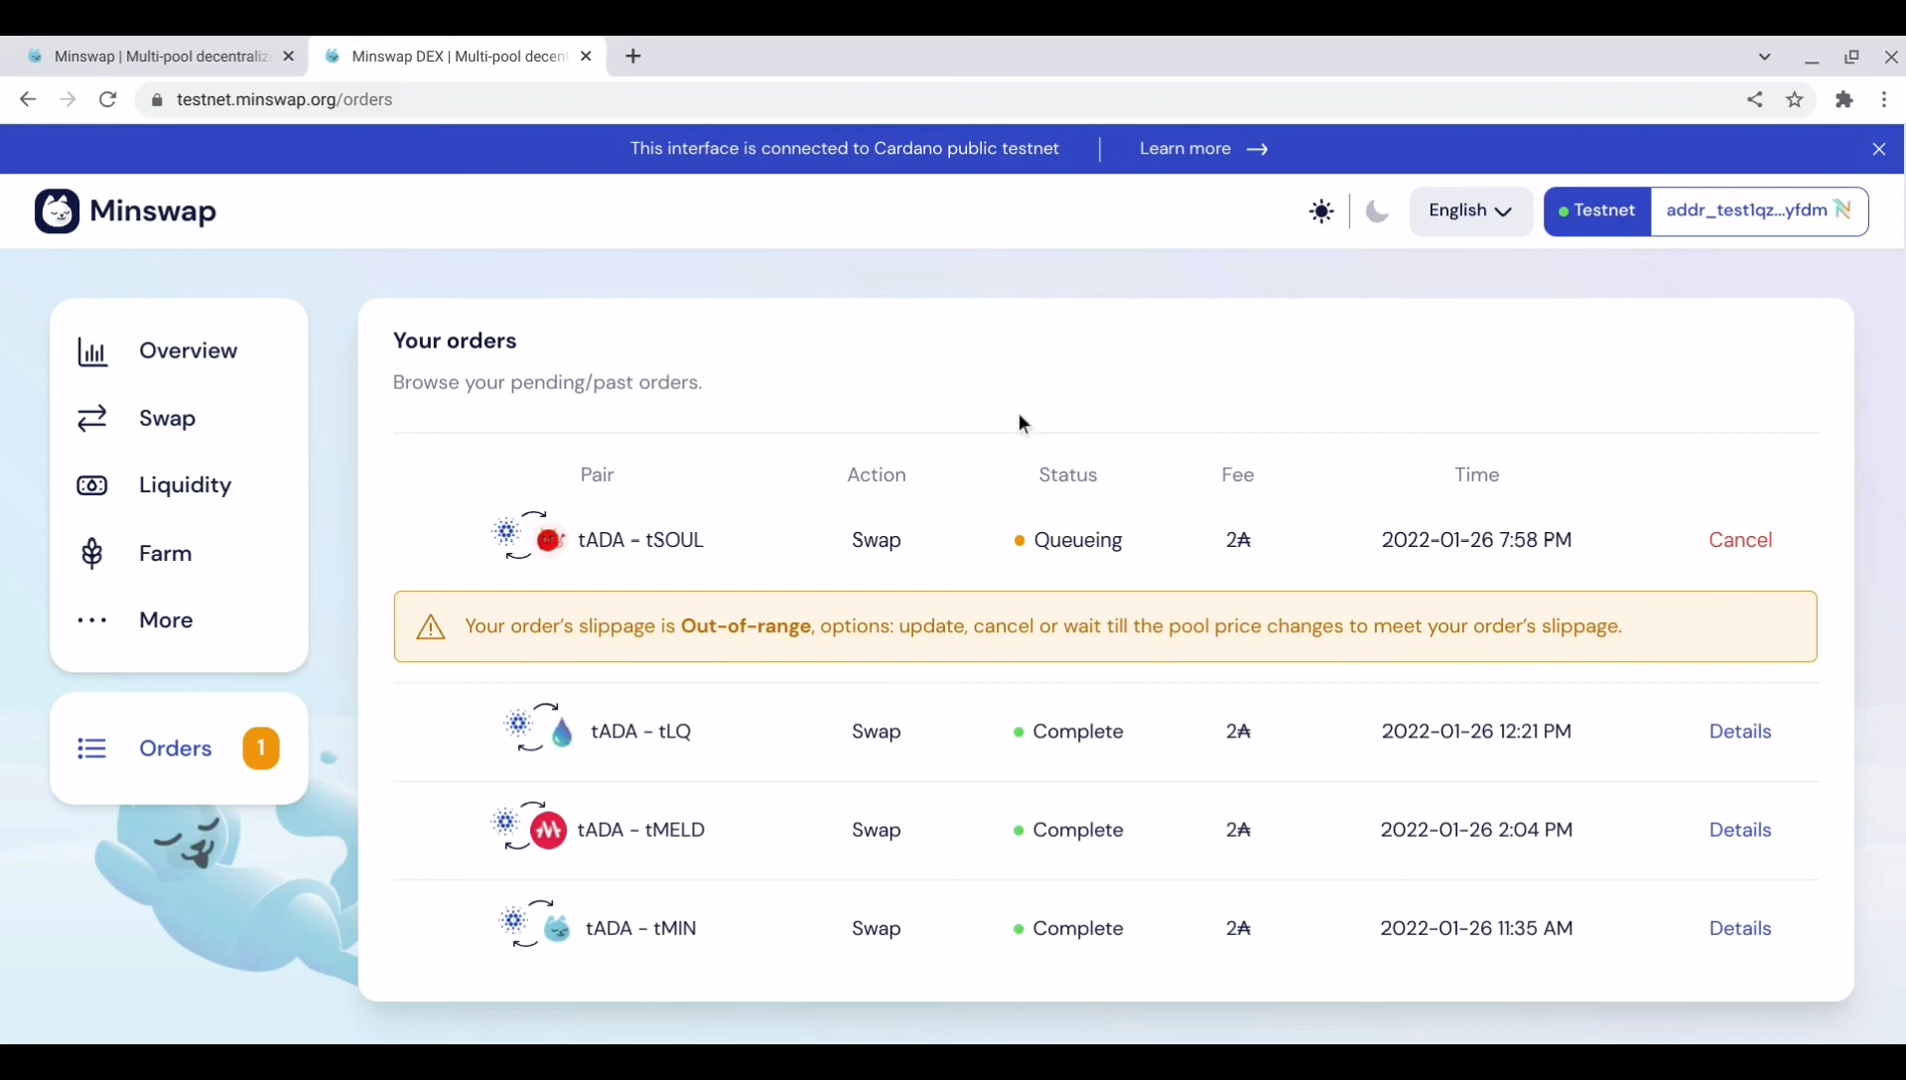 Minswap | Multi-pool decentraliz
Minswap DEX | Multi-pool decent
testnet.minswap.org/orders
This interface is connected to Cardano public testnet
Learn more →
Minswap
English
Testnet
addr_test1qz...yfdm
Overview
Swap
Liquidity
Farm
More
Orders 1
Your orders
Browse your pending/past orders.
Pair Action Status Fee Time
tADA - tSOUL Swap Queueing 2₳ 2022-01-26 7:58 PM Cancel
Your order's slippage is Out-of-range, options: update, cancel or wait till the pool price changes to meet your order's slippage.
tADA - tLQ Swap Complete 2₳ 2022-01-26 12:21 PM Details
tADA - tMELD Swap Complete 2₳ 2022-01-26 2:04 PM Details
tADA - tMIN Swap Complete 2₳ 2022-01-26 11:35 AM Details